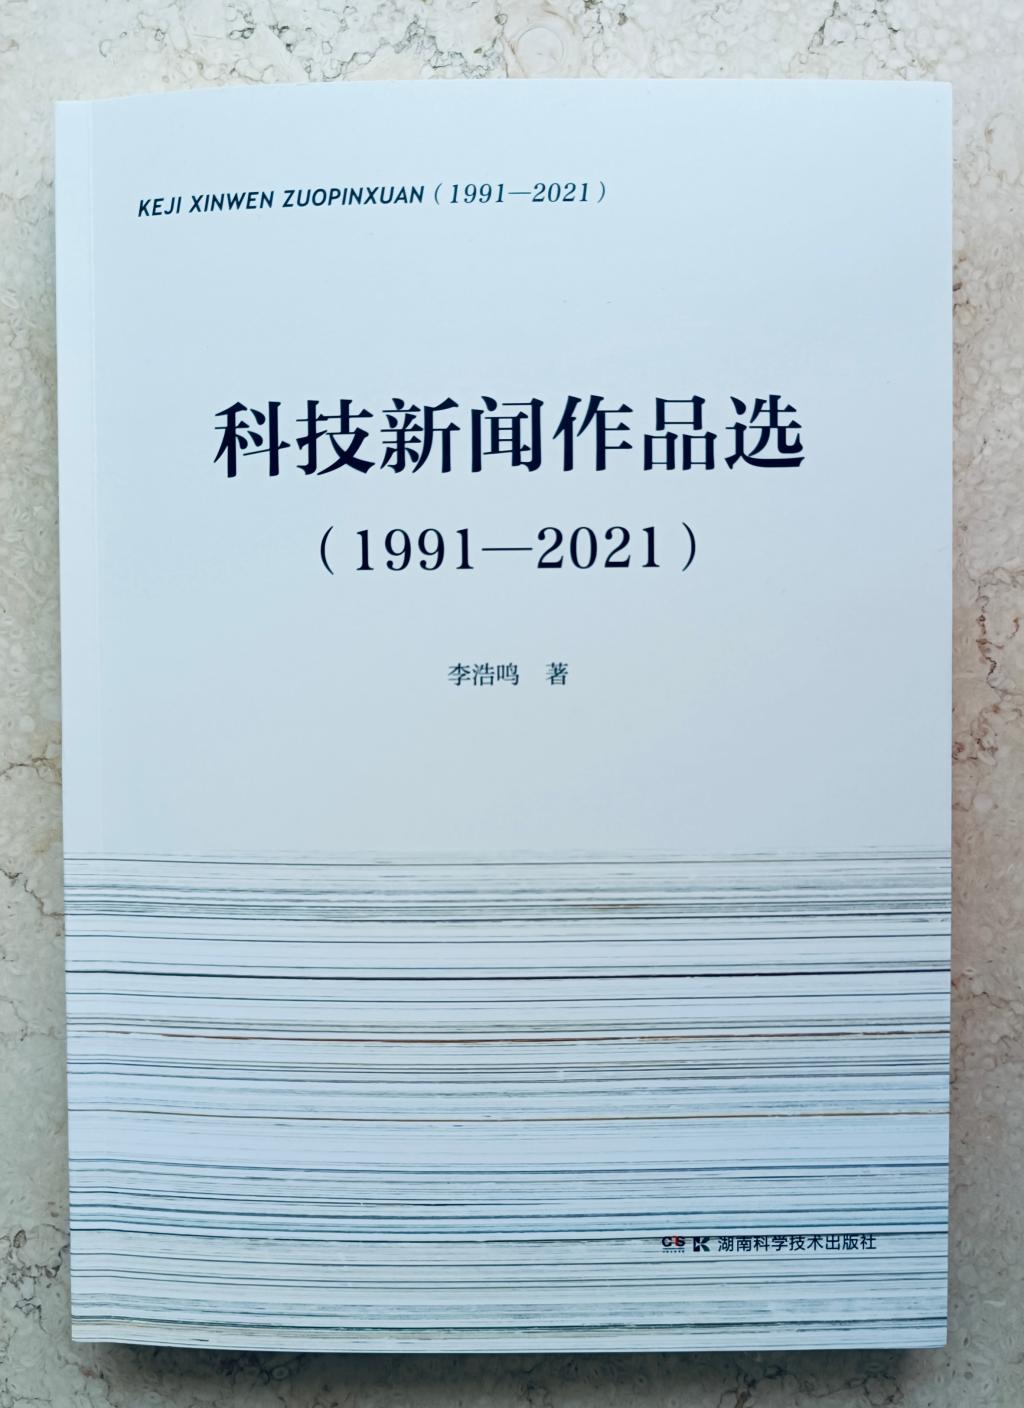 KEJI XINWEN ZUOPINXUAN（1991—2021）
科技新闻作品选
（1991—2021）
李浩鸣 著
湖南科学技术出版社